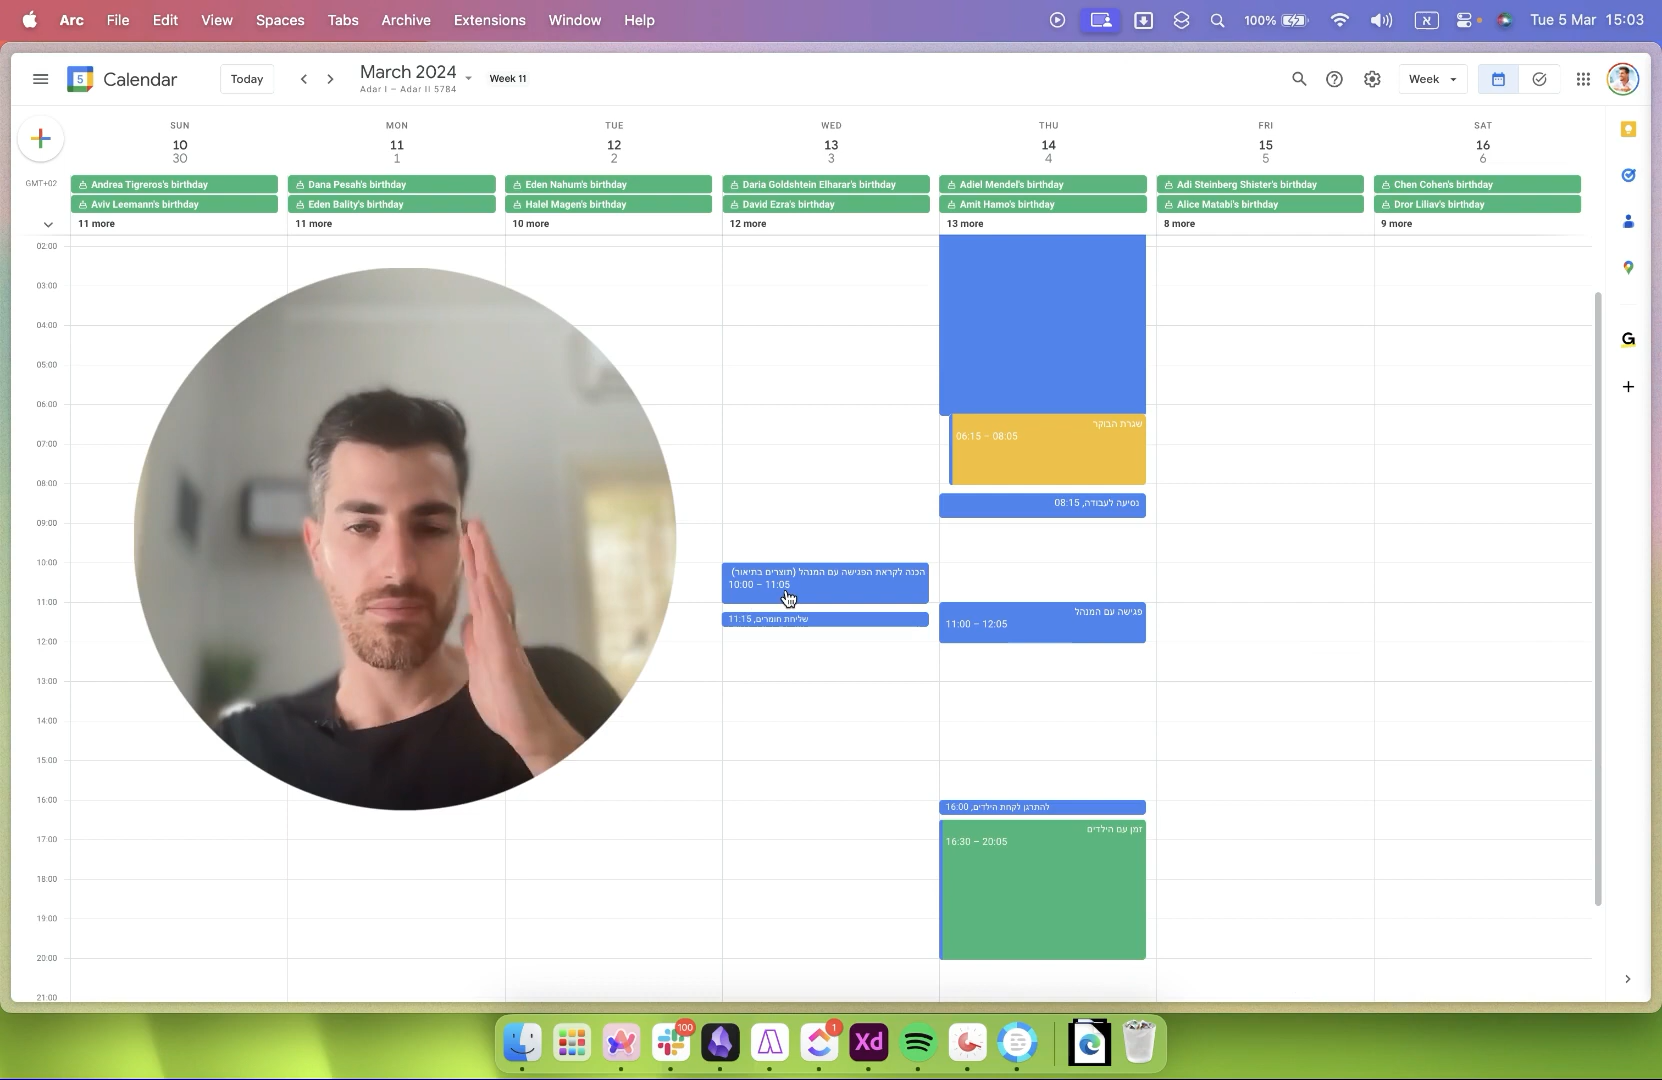 Arc File Edit View Spaces Tabs Archive Extensions Window Help 100% א Tue 5 Mar 15:03
5 Calendar Today March 2024 Week 11 Week
Adar I – Adar II 5784
SUN MON TUE WED THU FRI SAT
10 11 12 13 14 15 16
30 1 2 3 4 5 6
GMT+02 Andrea Tigreros's birthday Dana Pesah's birthday Eden Nahum's birthday Daria Goldshtein Elharar's birthday Adiel Mendel's birthday Adi Steinberg Shister's birthday Chen Cohen's birthday
Aviv Leemann's birthday Eden Bality's birthday Halel Magen's birthday David Ezra's birthday Amit Hamo's birthday Alice Matabi's birthday Dror Liliav's birthday
11 more 11 more 10 more 12 more 13 more 8 more 9 more
02:00
03:00
04:00
05:00
06:00
שגרת הבוקר
06:15 – 08:05
07:00
08:00
נסיעה לעבודה, 08:15
09:00
10:00
הכנה לקראת הפגישה עם המנהל (תוצרים בתיאור)
10:00 – 11:05
11:00
פגישה עם המנהל
11:00 – 12:05
שליחת חומרים, 11:15
12:00
13:00
14:00
15:00
16:00
להתרגן לקחת הילדים, 16:00
זמן עם הילדים
16:30 – 20:05
17:00
18:00
19:00
20:00
21:00
G
100 1 Xd